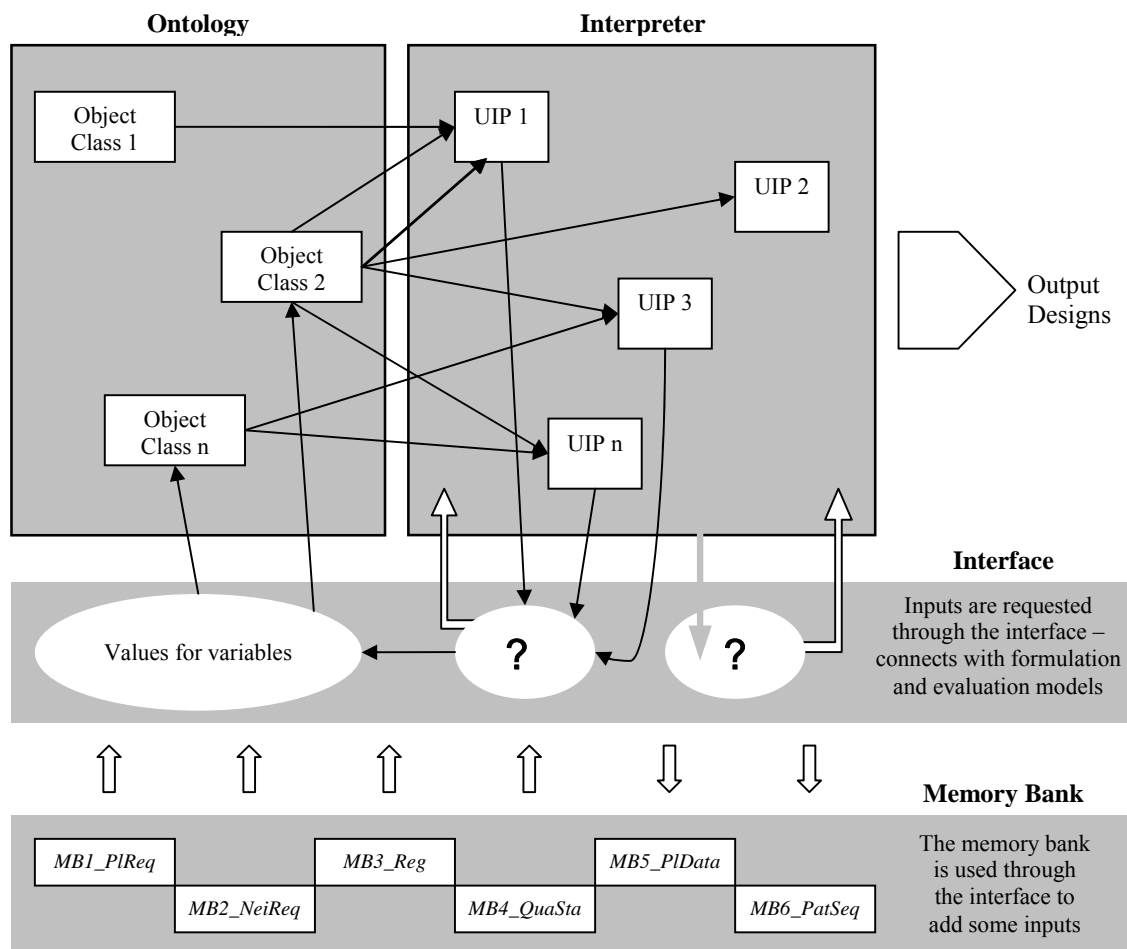 Ontology
Interpreter
Object
Class 1
UIP 1
UIP 2
Object
Class 2
UIP 3
Output
Designs
Object
Class n
UIP n
Interface
Inputs are requested
through the interface –
connects with formulation
and evaluation models
Values for variables
?
?
Memory Bank
The memory bank
is used through
the interface to
add some inputs
MB1_PlReq
MB2_NeiReq
MB3_Reg
MB4_QuaSta
MB5_PlData
MB6_PatSeq